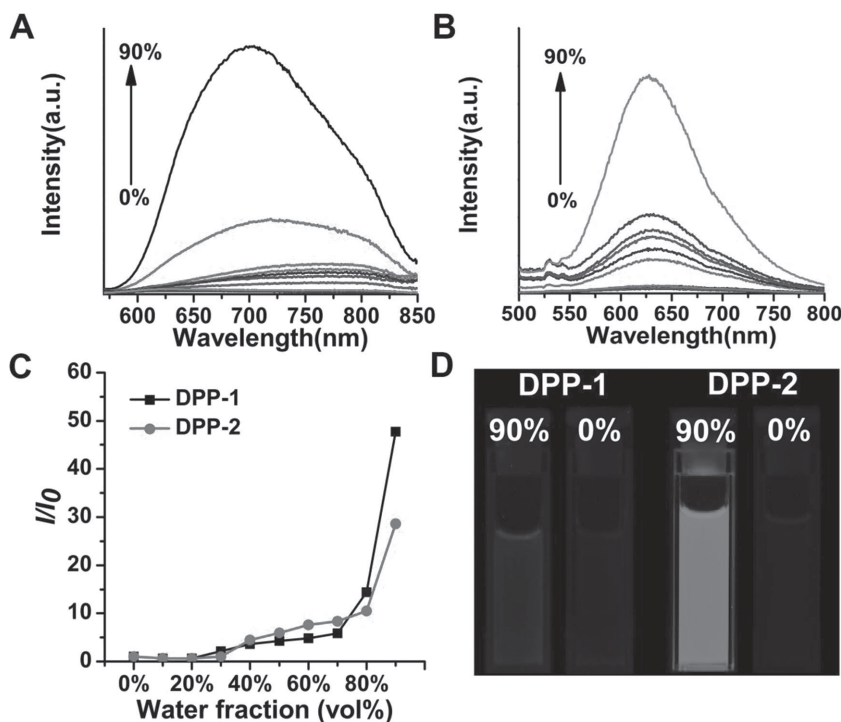 A
90%
0%
Intensity(a.u.)
600 650 700 750 800 850
Wavelength(nm)
B
90%
0%
Intensity(a.u.)
500 550 600 650 700 750 800
Wavelength(nm)
C
60
50
40
30
20
10
0
I/I0
DPP-1
DPP-2
0% 20% 40% 60% 80%
Water fraction (vol%)
D
DPP-1 DPP-2
90% 0% 90% 0%